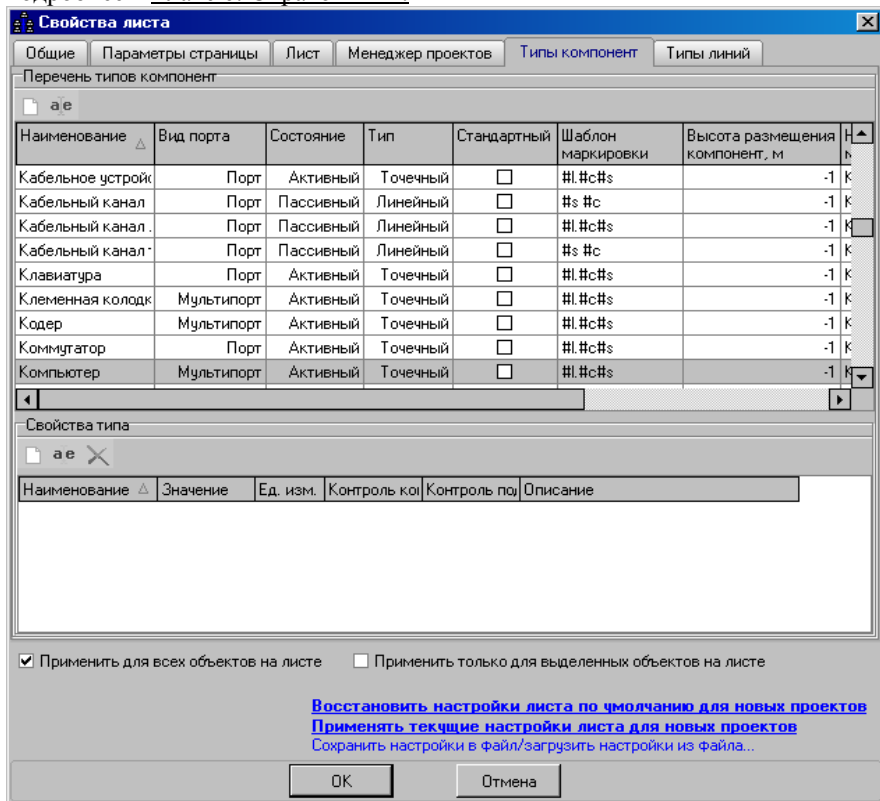 Свойства листа
Общие Параметры страницы Лист Менеджер проектов Типы компонент Типы линий
Перечень типов компонент
a e
Наименование Вид порта Состояние Тип Стандартный Шаблон маркировки Высота размещения компонент, м
Кабельное устройс Порт Активный Точечный #l.#c#s -1
Кабельный канал Порт Пассивный Линейный #s #c -1
Кабельный канал . Порт Пассивный Линейный #l.#c#s -1
Кабельный канал Порт Пассивный Линейный #s #c -1
Клавиатура Порт Активный Точечный #l.#c#s -1
Клеменная колодк Мультипорт Активный Точечный #l.#c#s -1
Кодер Мультипорт Активный Точечный #l.#c#s -1
Коммутатор Порт Активный Точечный #l.#c#s -1
Компьютер Мультипорт Активный Точечный #l.#c#s -1
Свойства типа
a e
Наименование Значение Ед. изм. Контроль Контроль Описание
Применить для всех объектов на листе Применить только для выделенных объектов на листе
Восстановить настройки листа по умолчанию для новых проектов
Применять текущие настройки листа для новых проектов
Сохранить настройки в файл/загрузить настройки из файла...
OK Отмена